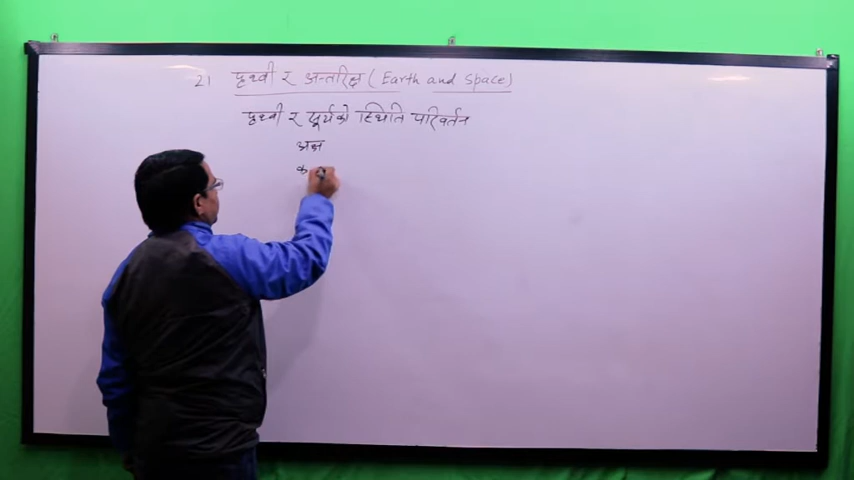 21 पृथ्वी र अन्तरिक्ष (Earth and Space)
पृथ्वी र सूर्यको स्थिति परिवर्तन
अक्ष
क